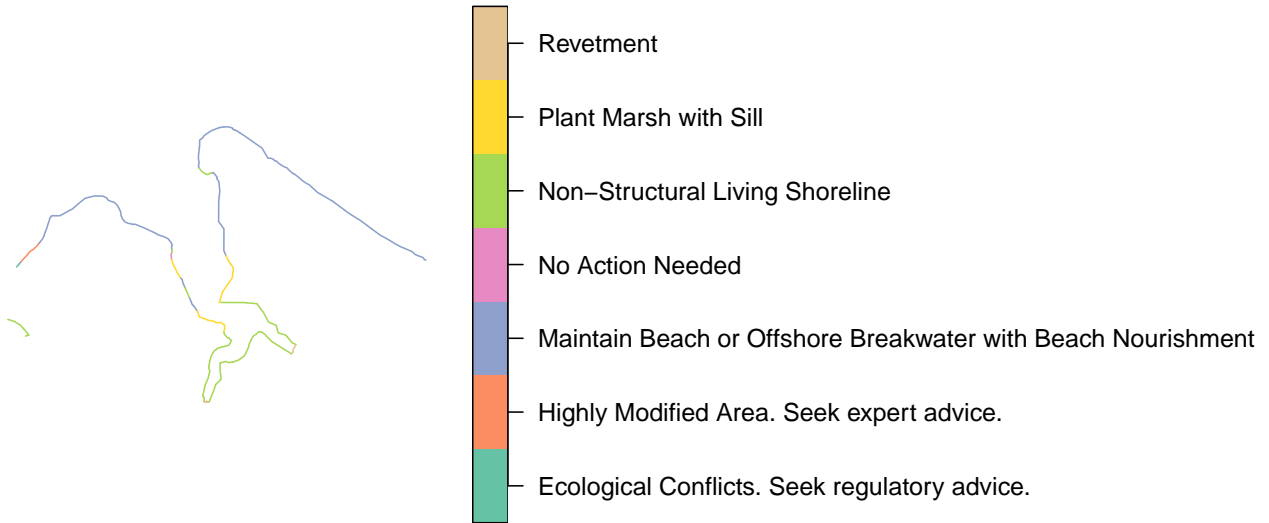 Revetment
Plant Marsh with Sill
Non−Structural Living Shoreline
No Action Needed
Maintain Beach or Offshore Breakwater with Beach Nourishment
Highly Modified Area. Seek expert advice.
Ecological Conflicts. Seek regulatory advice.